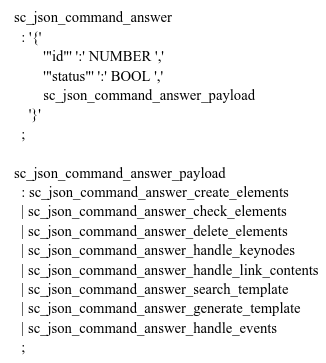 sc_json_command_answer
: '{'
'"id"' ':' NUMBER ','
'"status"' ':' BOOL ','
sc_json_command_answer_payload
'}'
;
sc_json_command_answer_payload
: sc_json_command_answer_create_elements
| sc_json_command_answer_check_elements
| sc_json_command_answer_delete_elements
| sc_json_command_answer_handle_keynodes
| sc_json_command_answer_handle_link_contents
| sc_json_command_answer_search_template
| sc_json_command_answer_generate_template
| sc_json_command_answer_handle_events
;